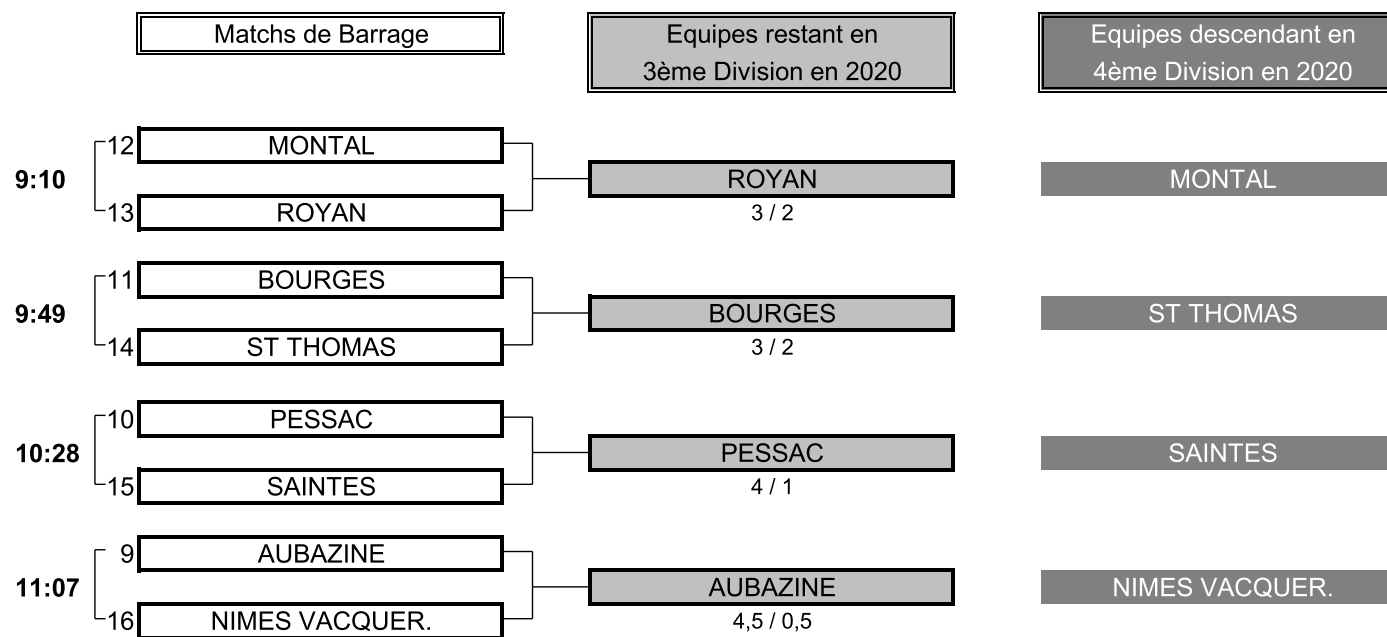 Matchs de Barrage
Equipes restant en
3ème Division en 2020
Equipes descendant en
4ème Division en 2020
12 MONTAL
9:10 ROYAN MONTAL
13 ROYAN 3 / 2
11 BOURGES
9:49 BOURGES ST THOMAS
14 ST THOMAS 3 / 2
10 PESSAC
10:28 PESSAC SAINTES
15 SAINTES 4 / 1
9 AUBAZINE
11:07 AUBAZINE NIMES VACQUER.
16 NIMES VACQUER. 4,5 / 0,5